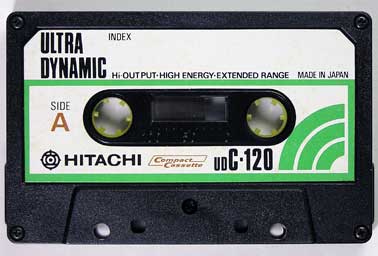 ULTRA
DYNAMIC
INDEX
Hi-OUTPUT·HIGH ENERGY·EXTENDED RANGE MADE IN JAPAN
SIDE
A
HITACHI Compact Cassette UDC·120